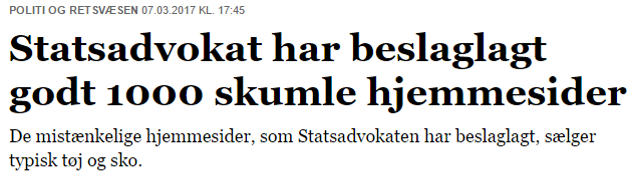 POLITI OG RETSVÆSEN 07.03.2017 KL. 17:45
Statsadvokat har beslaglagt
godt 1000 skumle hjemmesider
De mistænkelige hjemmesider, som Statsadvokaten har beslaglagt, sælger
typisk tøj og sko.